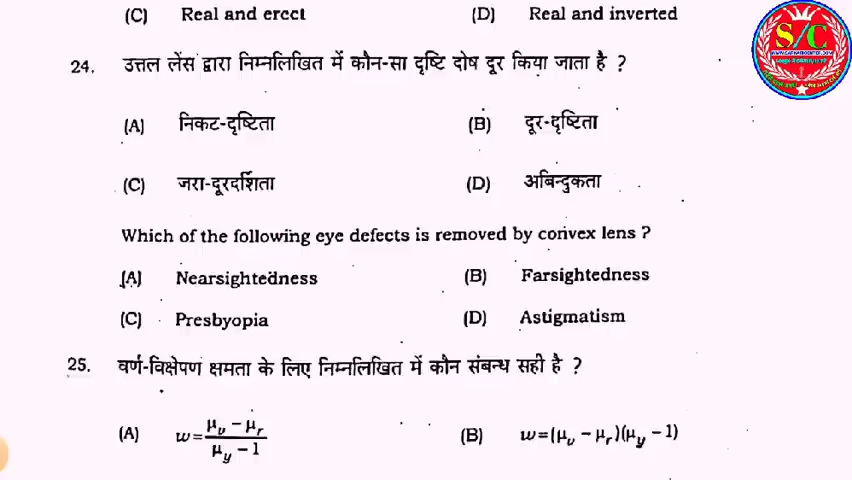 (C) Real and erect (D) Real and inverted
S/C
24. उत्तल लेंस द्वारा निम्नलिखित में कौन-सा दृष्टि दोष दूर किया जाता है ?
(A) निकट-दृष्टिता (B) दूर-दृष्टिता
(C) जरा-दूरदर्शिता (D) अबिन्दुकता
Which of the following eye defects is removed by convex lens ?
(A) Nearsightedness (B) Farsightedness
(C) Presbyopia (D) Astigmatism
25. वर्ण-विक्षेपण क्षमता के लिए निम्नलिखित में कौन संबन्ध सही है ?
(A) w = (μv − μr) / (μy − 1) (B) w=(μv − μr)(μy − 1)